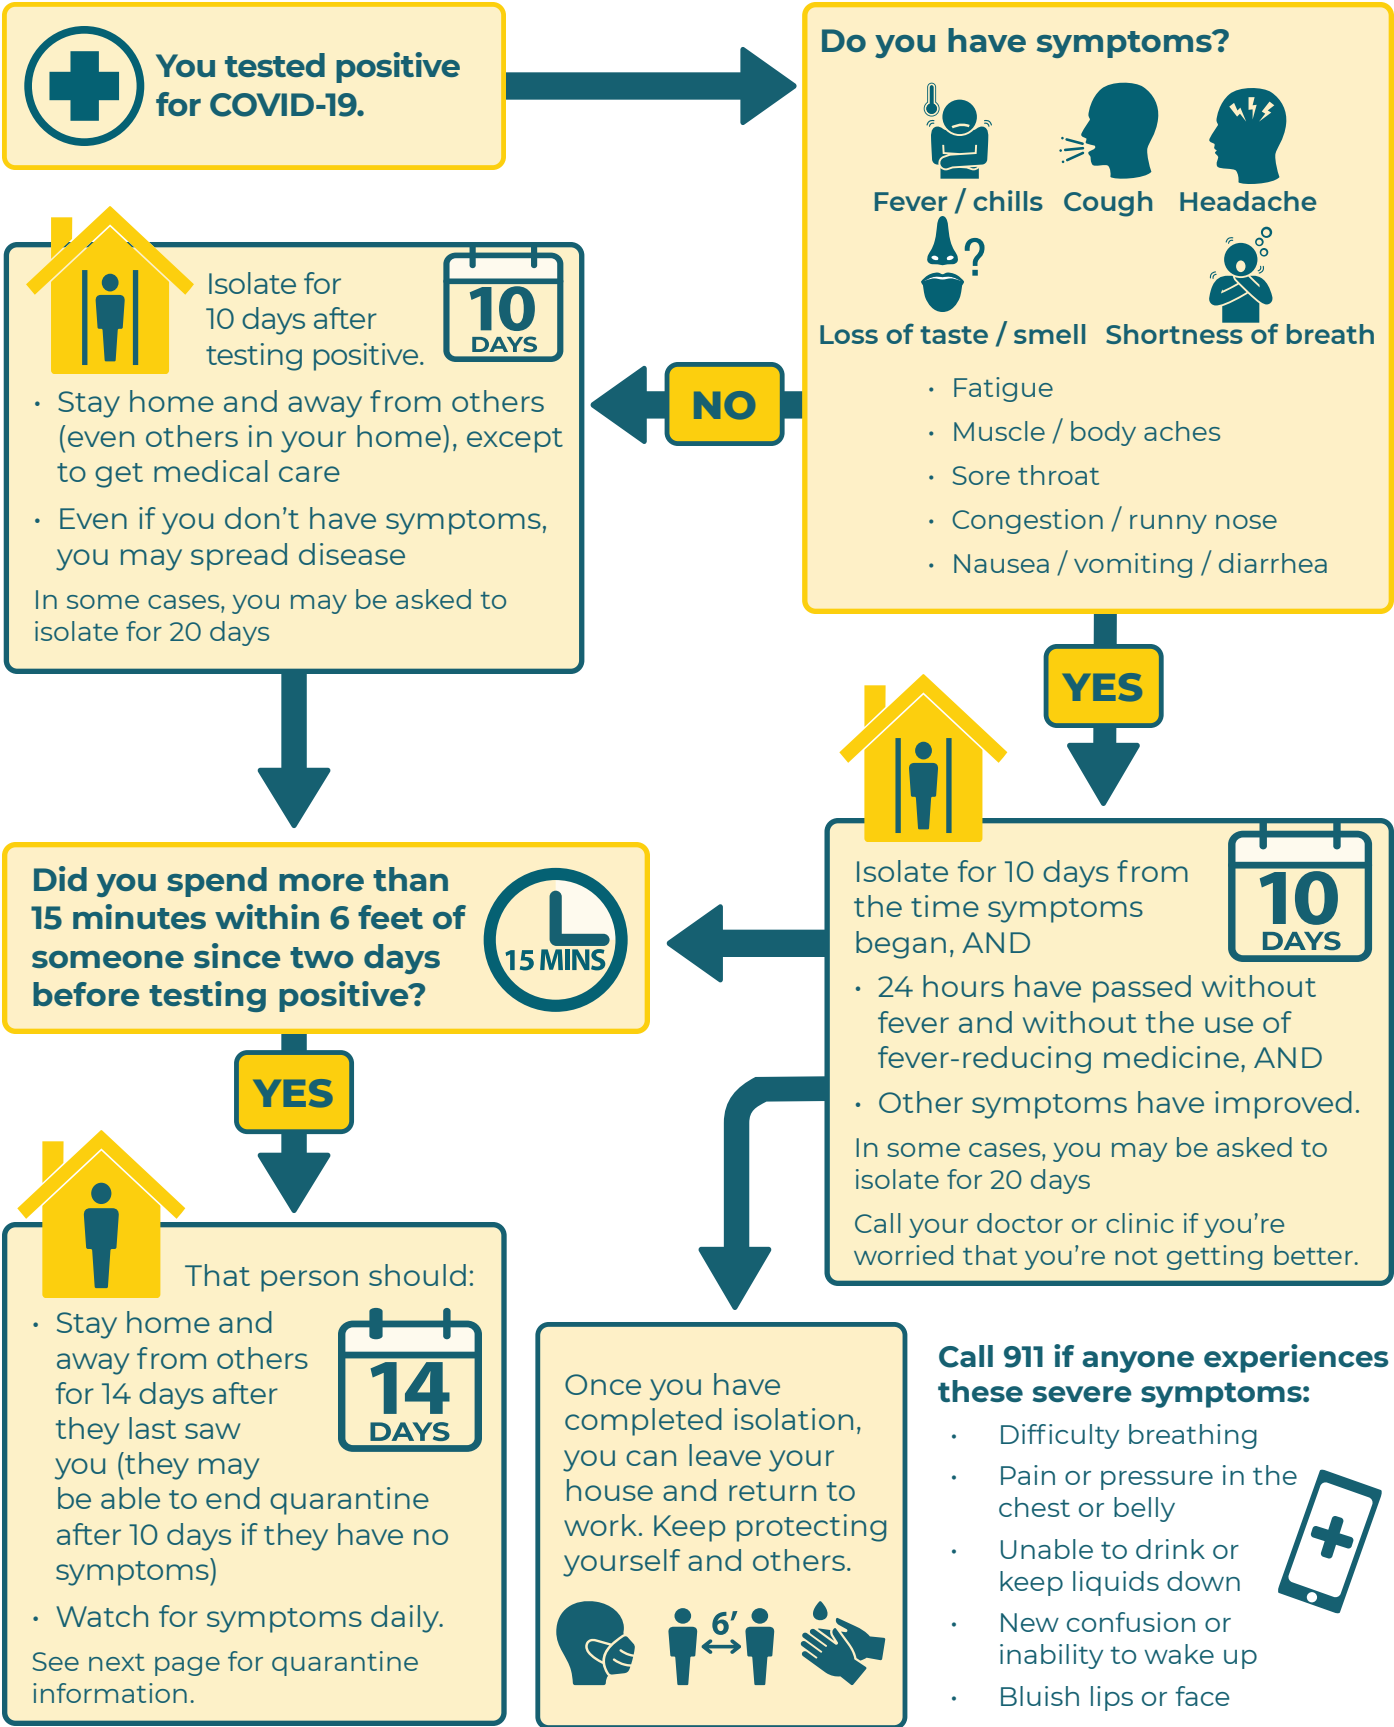 You tested positive
for COVID-19.
Do you have symptoms?
Fever / chills
Cough
Headache
?
Loss of taste / smell
Shortness of breath
• Fatigue
• Muscle / body aches
• Sore throat
• Congestion / runny nose
• Nausea / vomiting / diarrhea
NO
Isolate for
10 days after
testing positive.
10
DAYS
• Stay home and away from others
(even others in your home), except
to get medical care
• Even if you don't have symptoms,
you may spread disease
In some cases, you may be asked to
isolate for 20 days
YES
Isolate for 10 days from
the time symptoms
began, AND
10
DAYS
• 24 hours have passed without
fever and without the use of
fever-reducing medicine, AND
• Other symptoms have improved.
In some cases, you may be asked to
isolate for 20 days
Call your doctor or clinic if you're
worried that you're not getting better.
Did you spend more than
15 minutes within 6 feet of
someone since two days
before testing positive?
15 MINS
YES
That person should:
• Stay home and
away from others
for 14 days after
they last saw
you (they may
be able to end quarantine
after 10 days if they have no
symptoms)
14
DAYS
• Watch for symptoms daily.
See next page for quarantine
information.
Once you have
completed isolation,
you can leave your
house and return to
work. Keep protecting
yourself and others.
6'
Call 911 if anyone experiences
these severe symptoms:
• Difficulty breathing
• Pain or pressure in the
chest or belly
• Unable to drink or
keep liquids down
• New confusion or
inability to wake up
• Bluish lips or face